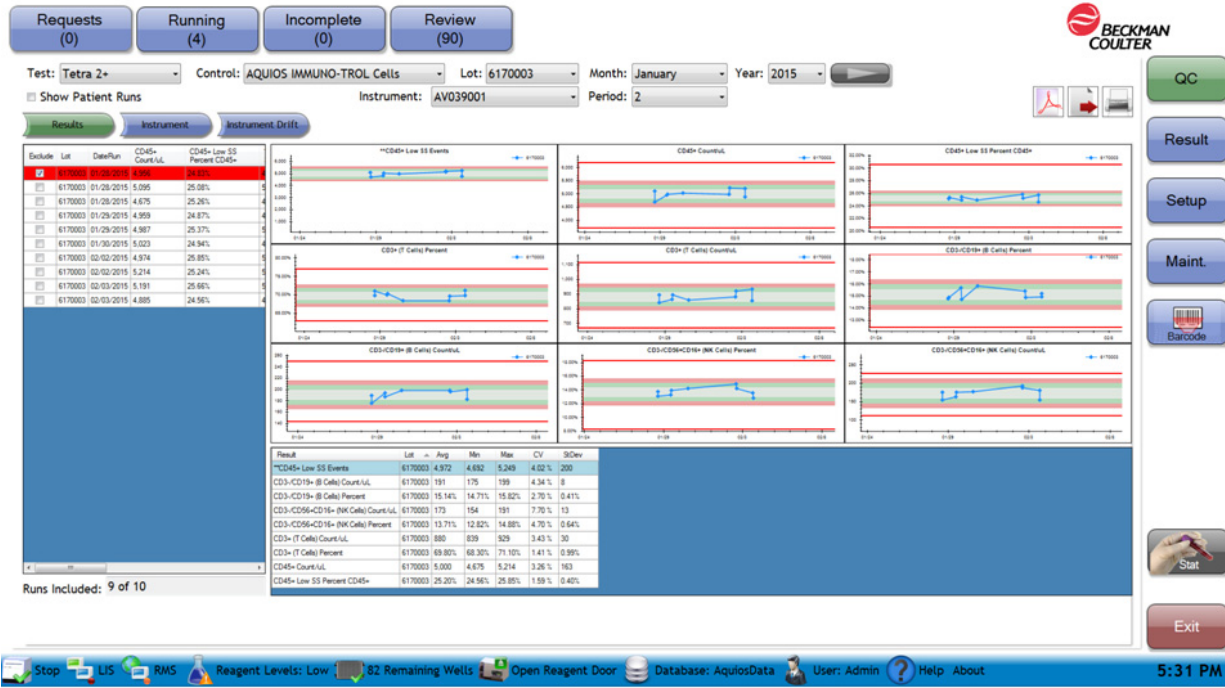 Requests (0)
Running (4)
Incomplete (0)
Review (90)
BECKMAN COULTER
Test: Tetra 2+ Control: AQUIOS IMMUNO-TROL Cells Lot: 6170003 Month: January Year: 2015
Show Patient Runs Instrument: AV039001 Period: 2
Results Instrument Instrument Drift
QC
Result
Setup
Maint.
Barcode
Stat
Exit
Exclude Lot DateRun CD45+ Count/uL CD45+ Low SS Percent CD45+
6170003 01/28/2015 24.83%
6170003 01/28/2015 5,095 25.08%
6170003 01/28/2015 4,675 25.26%
6170003 01/29/2015 4,959 24.87%
6170003 01/29/2015 4,987 25.37%
6170003 01/30/2015 5,023 24.94%
6170003 02/02/2015 4,974 25.85%
6170003 02/02/2015 5,214 25.24%
6170003 02/03/2015 5,191 25.66%
6170003 02/03/2015 4,885 24.56%
Runs Included: 9 of 10
**CD45+ Low SS Events
CD45+ Count/uL
CD45+ Low SS Percent CD45+
CD3+ (T Cells) Percent
CD3+ (T Cells) Count/uL
CD3-/CD19+ (B Cells) Percent
CD3-/CD19+ (B Cells) Count/uL
CD3-/CD56+CD16+ (NK Cells) Percent
CD3-/CD56+CD16+ (NK Cells) Count/uL
Result Lot Avg Min Max CV StDev
**CD45+ Low SS Events 6170003 4,972 4,692 5,249 4.02 % 200
CD3-/CD19+ (B Cells) Count/uL 6170003 191 175 199 4.34 % 8
CD3-/CD19+ (B Cells) Percent 6170003 15.14% 14.71% 15.82% 2.70 % 0.41%
CD3-/CD56+CD16+ (NK Cells) Count/uL 6170003 173 154 191 7.70 % 13
CD3-/CD56+CD16+ (NK Cells) Percent 6170003 13.71% 12.82% 14.88% 4.70 % 0.64%
CD3+ (T Cells) Count/uL 6170003 880 839 929 3.43 % 30
CD3+ (T Cells) Percent 6170003 69.80% 68.30% 71.10% 1.41 % 0.99%
CD45+ Count/uL 6170003 5,000 4,675 5,214 3.26 % 163
CD45+ Low SS Percent CD45+ 6170003 25.20% 24.56% 25.85% 1.59 % 0.40%
Stop LIS RMS Reagent Levels: Low 82 Remaining Wells Open Reagent Door Database: AquiosData User: Admin Help About 5:31 PM